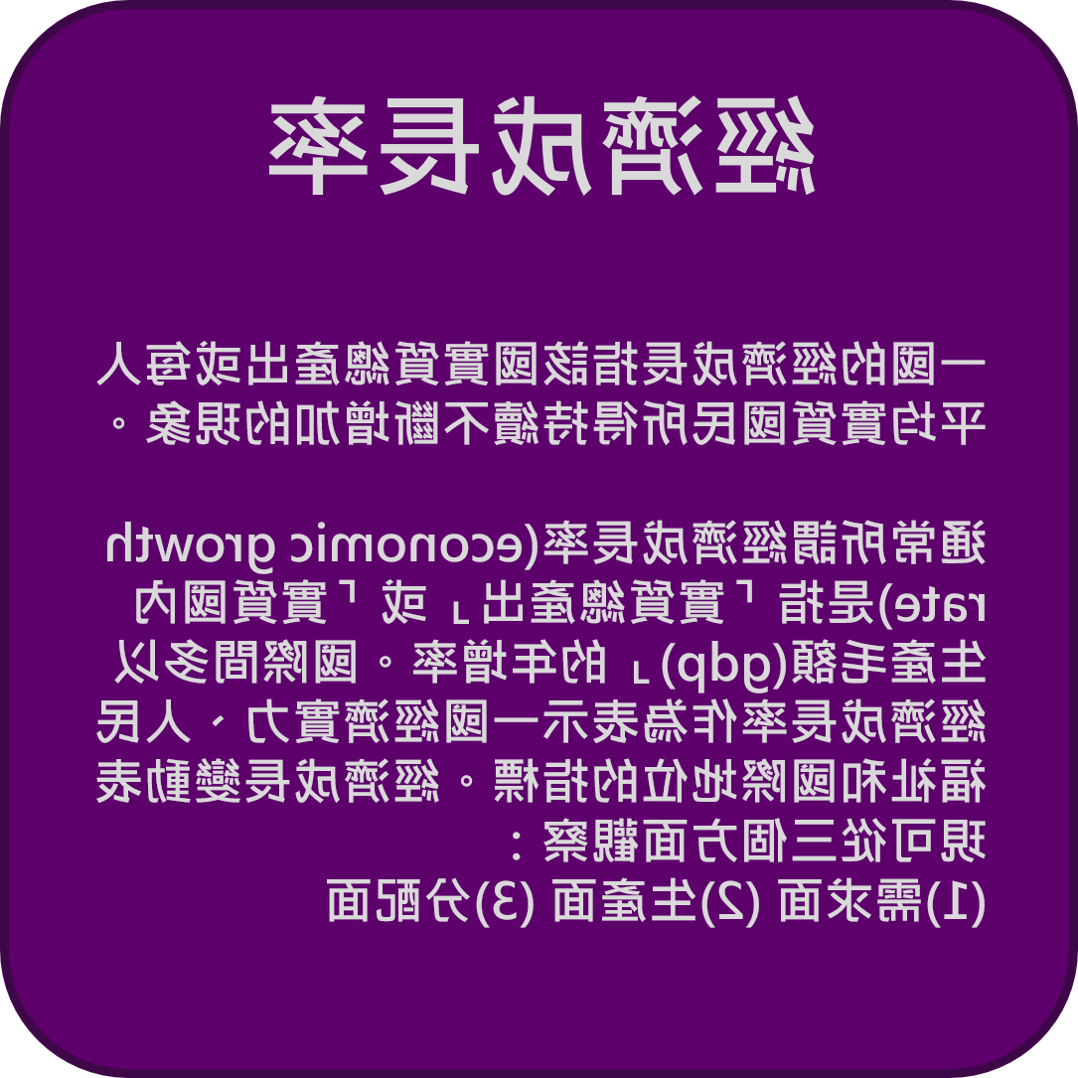 經濟成長率
一國的經濟成長指該國實質總產出或每人
平均實質國民所得持續不斷增加的現象。
通常所謂經濟成長率(economic growth
rate)是指「實質總產出」或「實質國內
生產毛額(gdp)」的年增率。國際間多以
經濟成長率作為表示一國經濟實力、人民
福祉和國際地位的指標。經濟成長變動表
現可從三個方面觀察：
(1)需求面 (2)生產面 (3)分配面